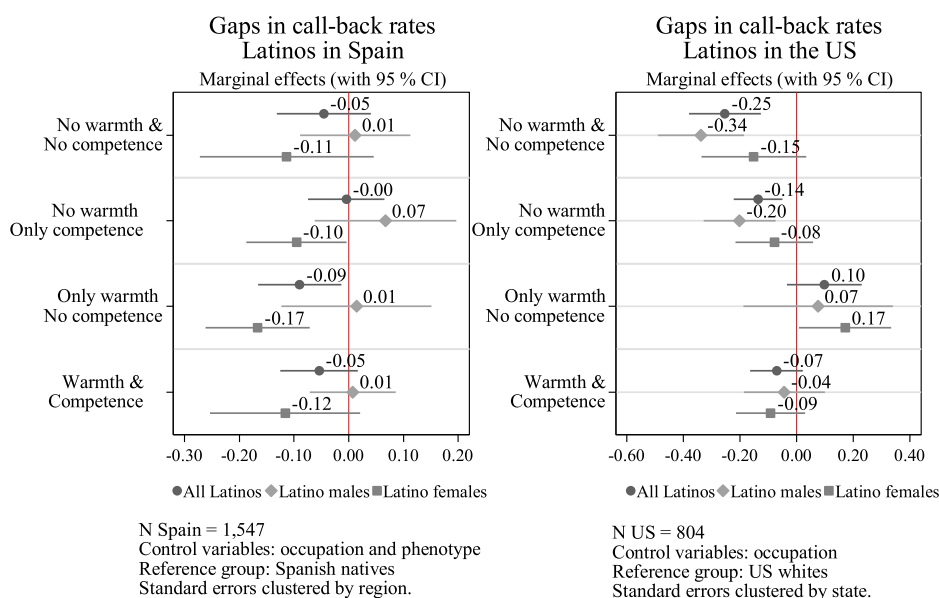 Gaps in call-back rates
Latinos in Spain
Marginal effects (with 95 % CI)
No warmth &
No competence
-0.05
0.01
-0.11
No warmth
Only competence
-0.00
0.07
-0.10
Only warmth
No competence
-0.09
0.01
-0.17
Warmth &
Competence
-0.05
0.01
-0.12
-0.30 -0.20 -0.10 0.00 0.10 0.20
All Latinos Latino males Latino females
N Spain = 1,547
Control variables: occupation and phenotype
Reference group: Spanish natives
Standard errors clustered by region.
Gaps in call-back rates
Latinos in the US
Marginal effects (with 95 % CI)
No warmth &
No competence
-0.25
-0.34
-0.15
No warmth
Only competence
-0.14
-0.20
-0.08
Only warmth
No competence
0.10
0.07
0.17
Warmth &
Competence
-0.07
-0.04
-0.09
-0.60 -0.40 -0.20 0.00 0.20 0.40
All Latinos Latino males Latino females
N US = 804
Control variables: occupation
Reference group: US whites
Standard errors clustered by state.